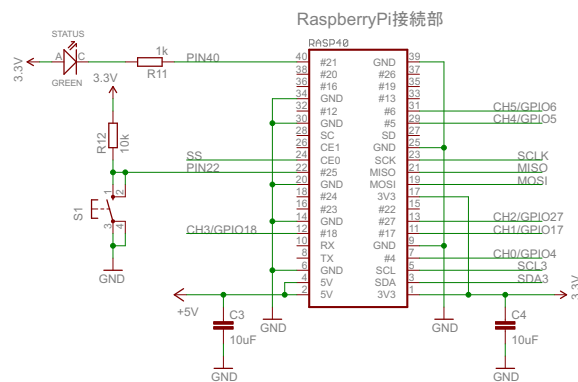 RaspberryPi接続部
RASP40
STATUS
A C
GREEN
3.3V
1k
R11
PIN40
3.3V
R12
10k
SS
PIN22
S1
1 2
3 4
GND
CH3/GPIO18
+5V
C3
10uF
GND
GND
40 #21 GND 39
38 #20 #26 37
36 #16 #19 35
34 GND #13 33
32 #12 #6 31 CH5/GPIO6
30 GND #5 29 CH4/GPIO5
28 SC SD 27
26 CE1 GND 25
24 CE0 SCK 23 SCLK
22 #25 MISO 21 MISO
20 GND MOSI 19 MOSI
18 #24 3V3 17
16 #23 #22 15
14 GND #27 13 CH2/GPIO27
12 #18 #17 11 CH1/GPIO17
10 RX GND 9
8 TX #4 7 CH0/GPIO4
6 GND SCL 5 SCL3
4 5V SDA 3 SDA3
2 5V 3V3 1
3.3V
GND
C4
10uF
GND